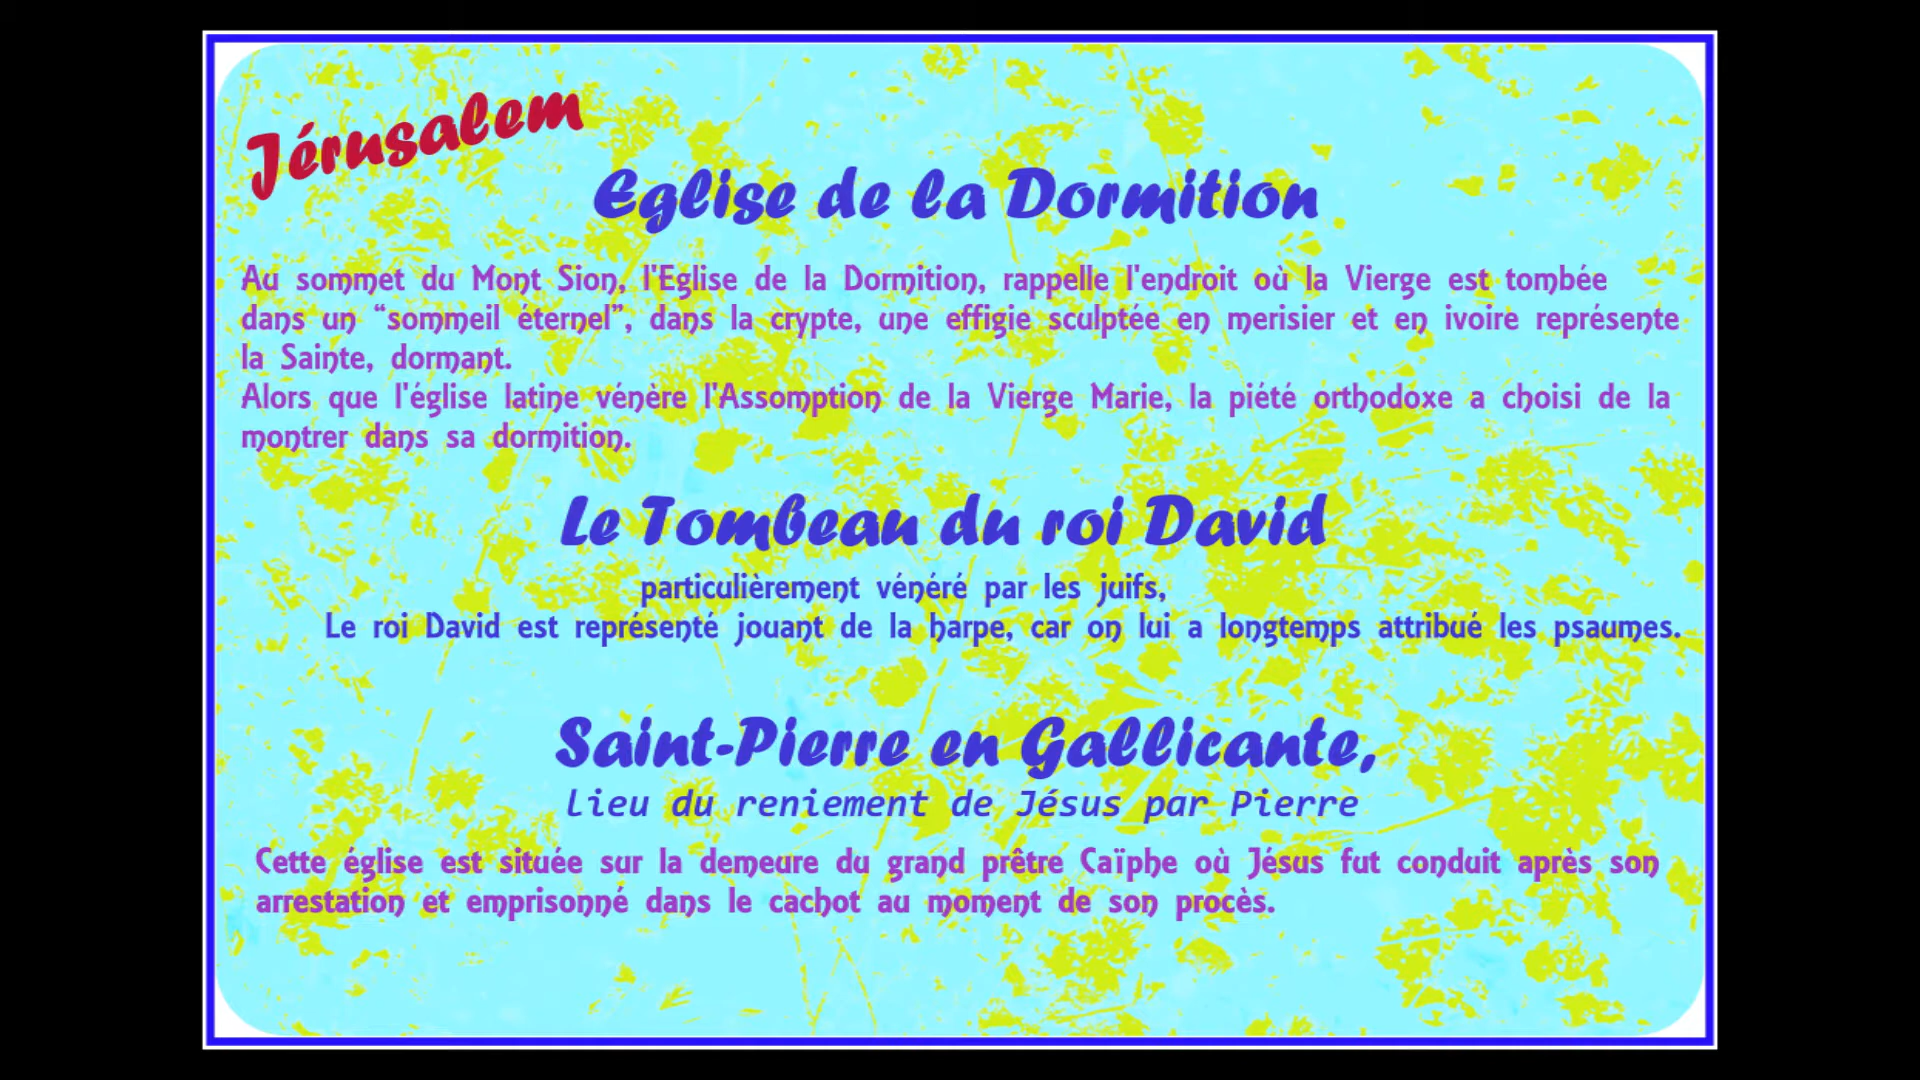 Jérusalem
Eglise de la Dormition
Au sommet du Mont Sion, l'Eglise de la Dormition, rappelle l'endroit où la Vierge est tombée
dans un “sommeil éternel”, dans la crypte, une effigie sculptée en merisier et en ivoire représente
la Sainte, dormant.
Alors que l'église latine vénère l'Assomption de la Vierge Marie, la piété orthodoxe a choisi de la
montrer dans sa dormition.
Le Tombeau du roi David
particulièrement vénéré par les juifs,
Le roi David est représenté jouant de la harpe, car on lui a longtemps attribué les psaumes.
Saint-Pierre en Gallicante,
Lieu du reniement de Jésus par Pierre
Cette église est située sur la demeure du grand prêtre Caïphe où Jésus fut conduit après son
arrestation et emprisonné dans le cachot au moment de son procès.